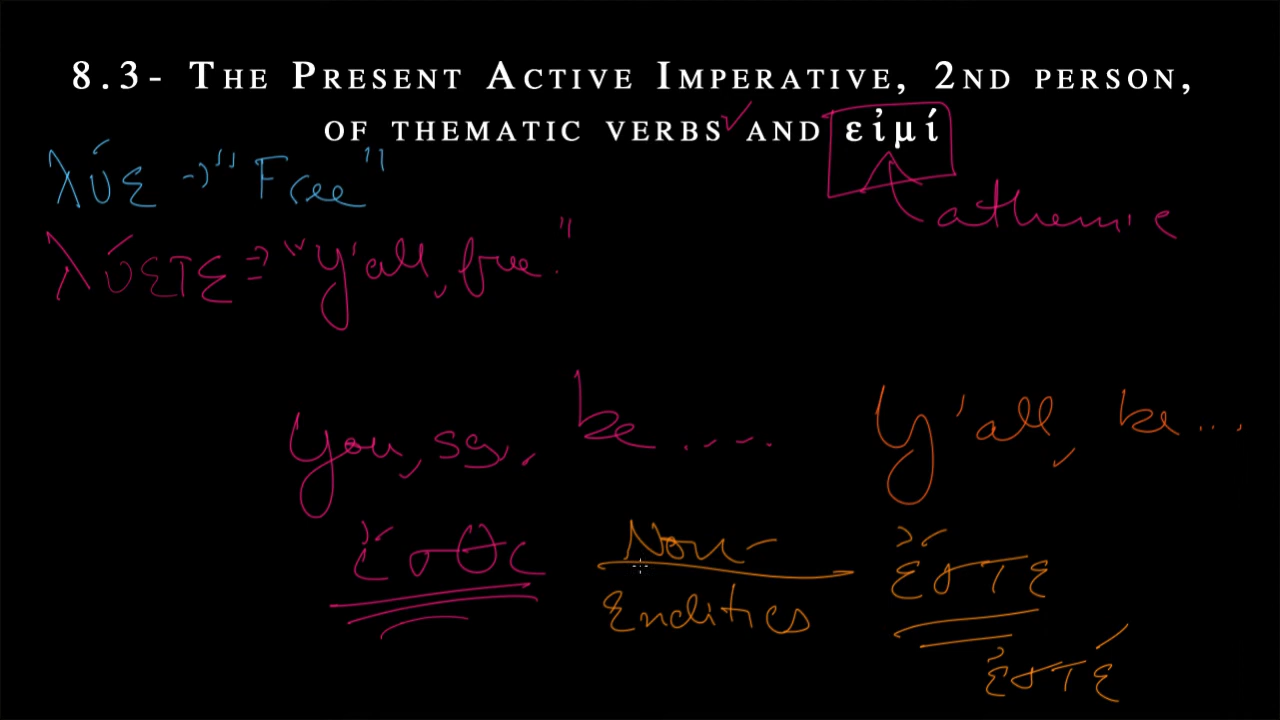 8.3- THE PRESENT ACTIVE IMPERATIVE, 2ND PERSON,
OF THEMATIC VERBS AND εἰμί
λύε → "Free"
athemic
λύετε ⇒ "Y'all, free."
You, sg, be ....
Y'all, be ...
ἴσθι
Non-
Enclitics
ἔστε
ἐστέ